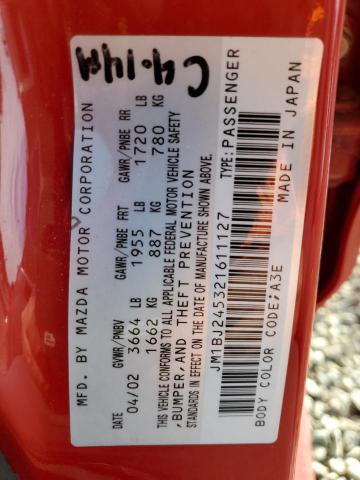 C4.14M
MFD. BY MAZDA MOTOR CORPORATION
DATE GVWR/PNBV GAWR/PNBE FRT GAWR/PNBE RR
04/02 3664 LB 1955 LB 1720 LB
1662 KG 887 KG 780 KG
THIS VEHICLE CONFORMS TO ALL APPLICABLE FEDERAL MOTOR VEHICLE SAFETY
,BUMPER,AND THEFT PREVENTION
STANDARDS IN EFFECT ON THE DATE OF MANUFACTURE SHOWN ABOVE.
JM1BJ245321611127 TYPE:PASSENGER
BODY COLOR CODE;A3E MADE IN JAPAN